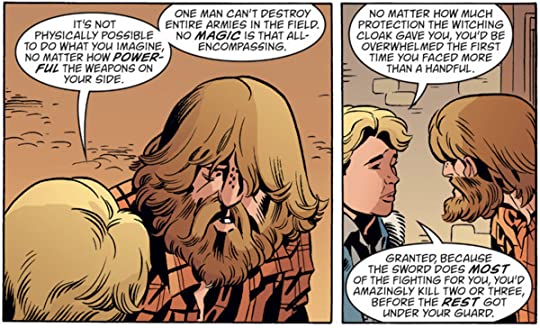 IT'S NOT
PHYSICALLY POSSIBLE
TO DO WHAT YOU IMAGINE,
NO MATTER HOW POWER-
FUL THE WEAPONS ON
YOUR SIDE.
ONE MAN CAN'T DESTROY
ENTIRE ARMIES IN THE FIELD.
NO MAGIC IS THAT ALL-
ENCOMPASSING.
NO MATTER HOW MUCH
PROTECTION THE WITCHING
CLOAK GAVE YOU, YOU'D BE
OVERWHELMED THE FIRST
TIME YOU FACED MORE
THAN A HANDFUL.
GRANTED, BECAUSE
THE SWORD DOES MOST
OF THE FIGHTING FOR YOU, YOU'D
AMAZINGLY KILL TWO OR THREE,
BEFORE THE REST GOT
UNDER YOUR GUARD.